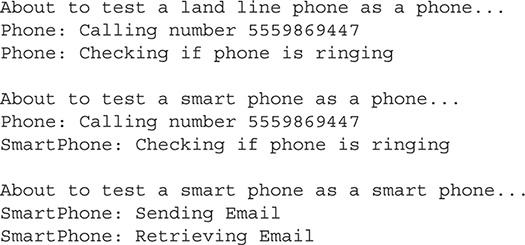 About to test a land line phone as a phone...
Phone: Calling number 5559869447
Phone: Checking if phone is ringing

About to test a smart phone as a phone...
Phone: Calling number 5559869447
SmartPhone: Checking if phone is ringing

About to test a smart phone as a smart phone...
SmartPhone: Sending Email
SmartPhone: Retrieving Email